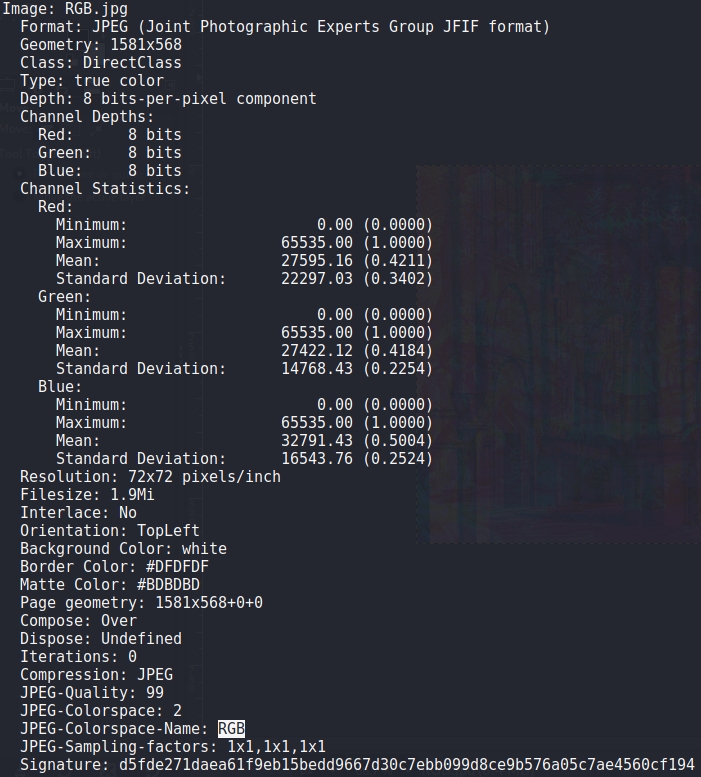 Image: RGB.jpg
Format: JPEG (Joint Photographic Experts Group JFIF format)
Geometry: 1581x568
Class: DirectClass
Type: true color
Depth: 8 bits-per-pixel component
Channel Depths:
Red: 8 bits
Green: 8 bits
Blue: 8 bits
Channel Statistics:
Red:
Minimum: 0.00 (0.0000)
Maximum: 65535.00 (1.0000)
Mean: 27595.16 (0.4211)
Standard Deviation: 22297.03 (0.3402)
Green:
Minimum: 0.00 (0.0000)
Maximum: 65535.00 (1.0000)
Mean: 27422.12 (0.4184)
Standard Deviation: 14768.43 (0.2254)
Blue:
Minimum: 0.00 (0.0000)
Maximum: 65535.00 (1.0000)
Mean: 32791.43 (0.5004)
Standard Deviation: 16543.76 (0.2524)
Resolution: 72x72 pixels/inch
Filesize: 1.9Mi
Interlace: No
Orientation: TopLeft
Background Color: white
Border Color: #DFDFDF
Matte Color: #BDBDBD
Page geometry: 1581x568+0+0
Compose: Over
Dispose: Undefined
Iterations: 0
Compression: JPEG
JPEG-Quality: 99
JPEG-Colorspace: 2
JPEG-Colorspace-Name: RGB
JPEG-Sampling-factors: 1x1,1x1,1x1
Signature: d5fde271daea61f9eb15bedd9667d30c7ebb099d8ce9b576a05c7ae4560cf194